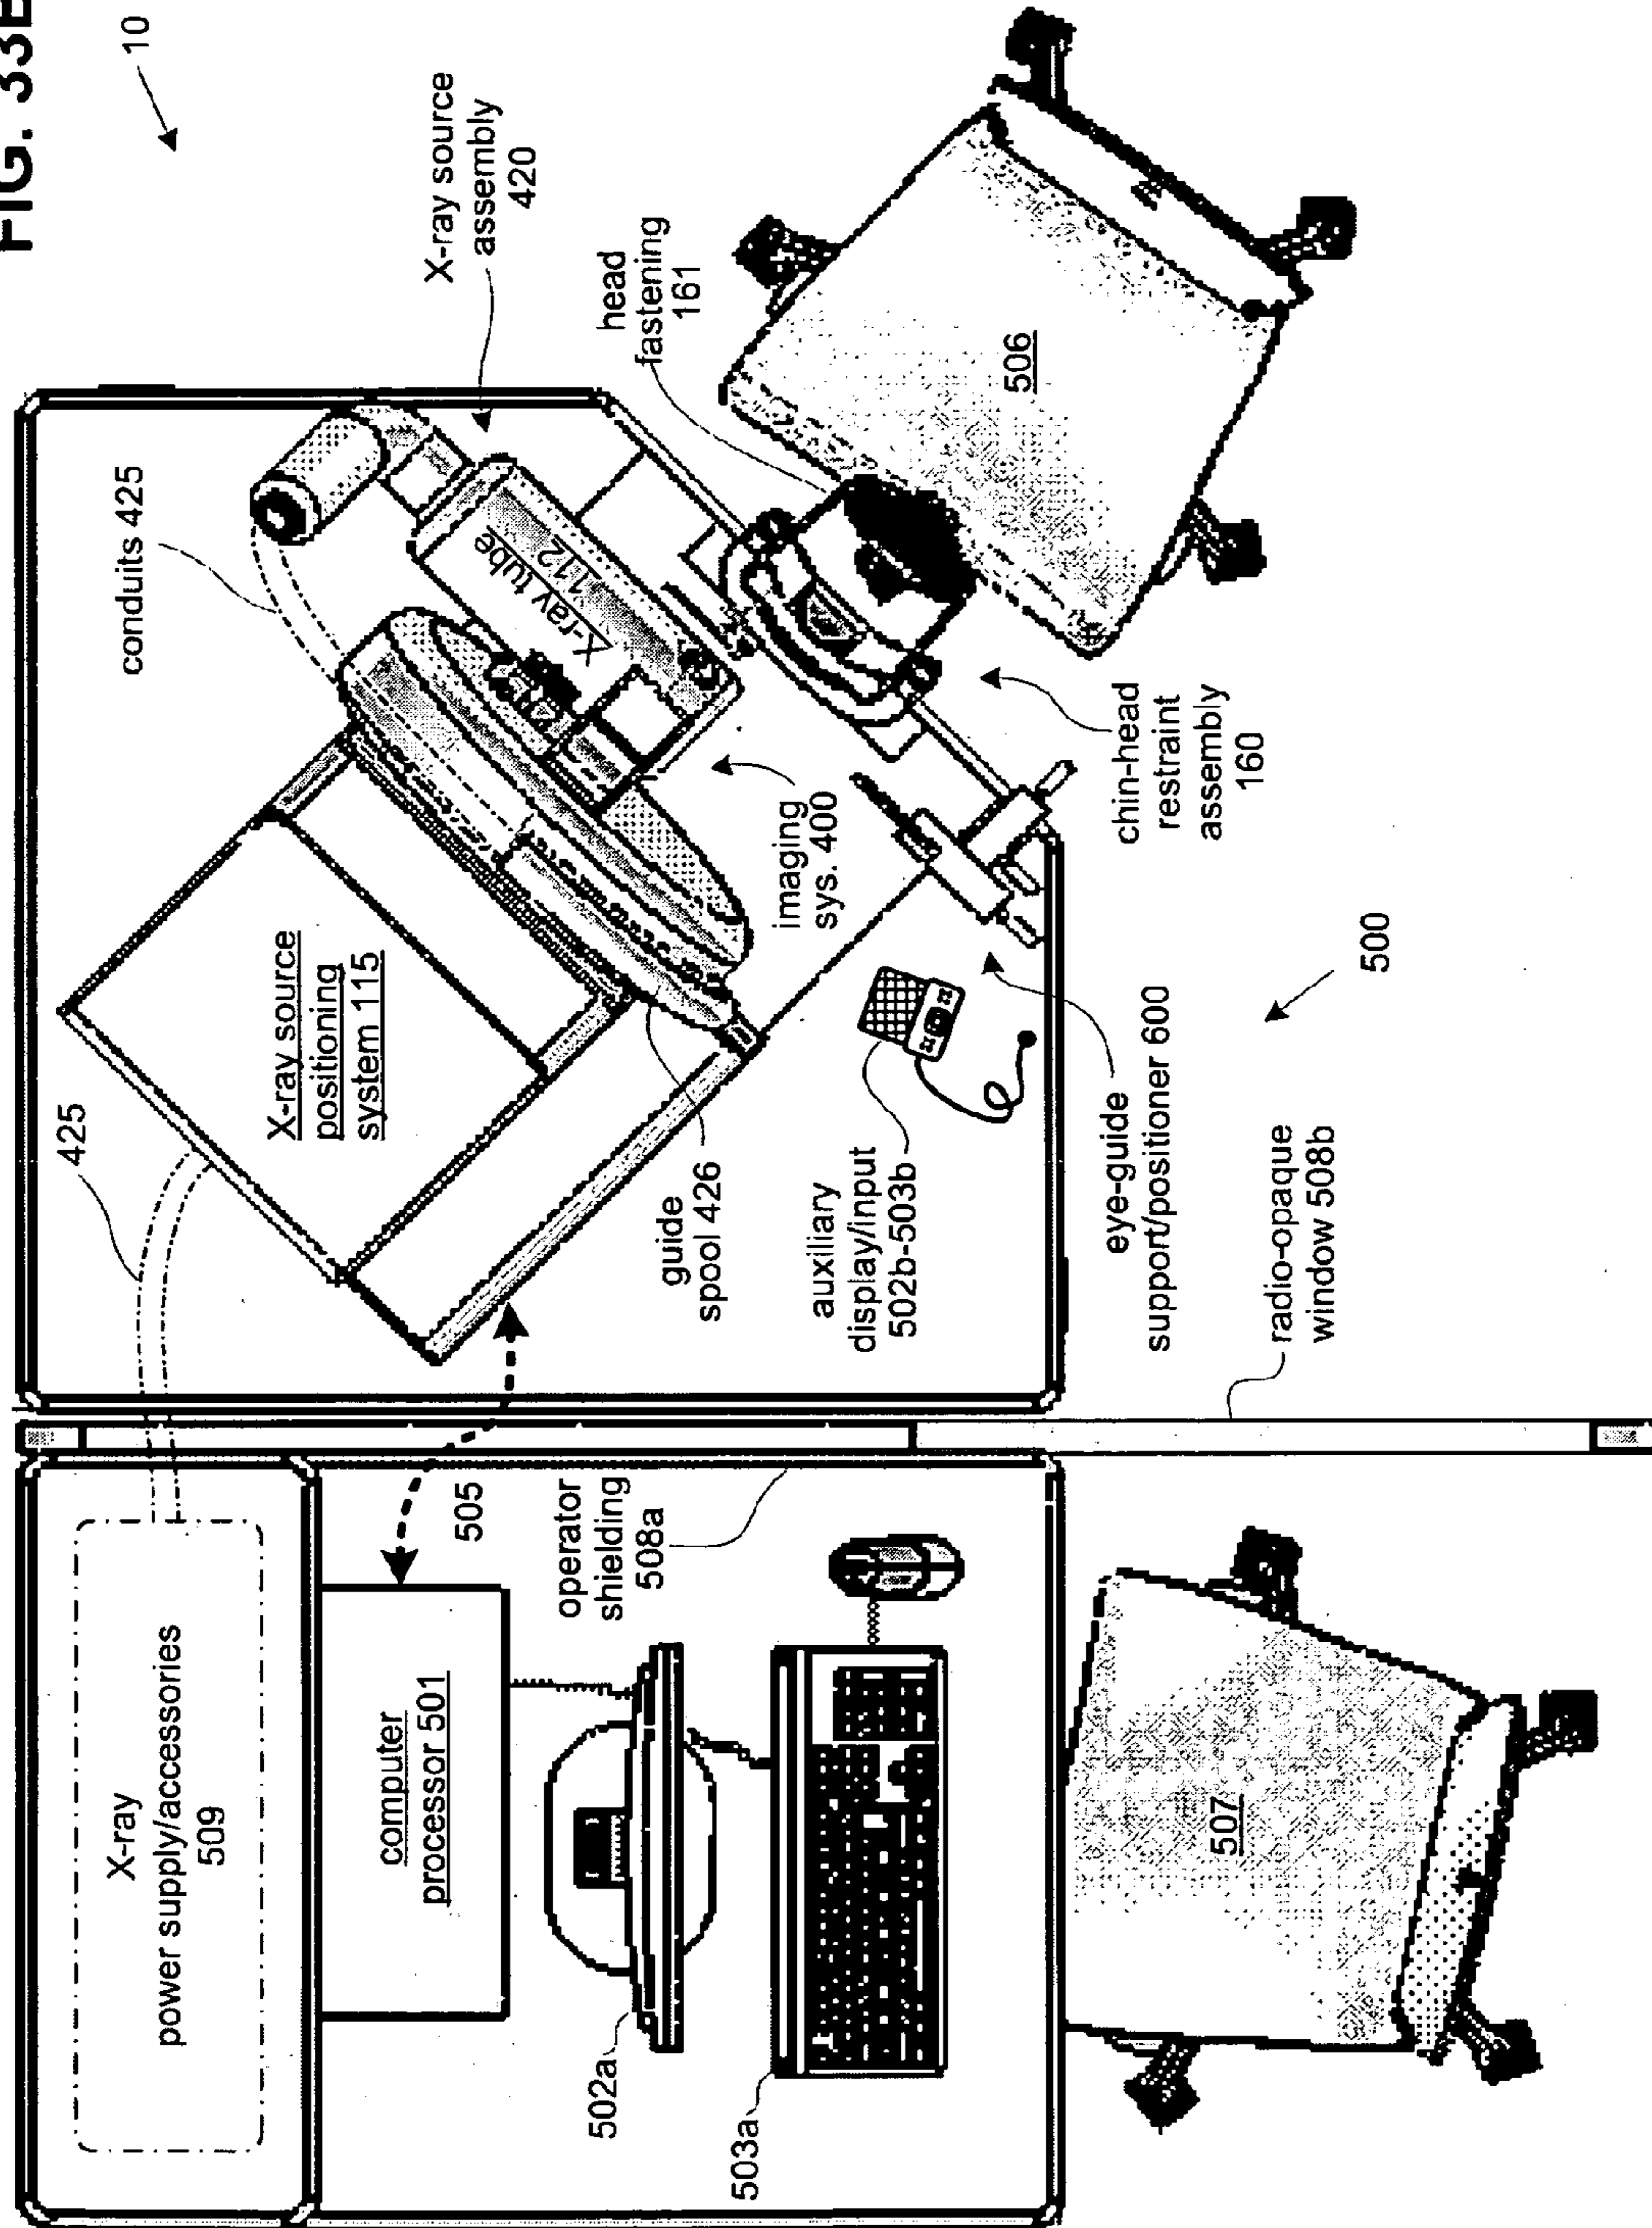 FIG. 33B
10
X-ray
power supply/accessories
509
425
conduits 425
X-ray source
assembly
420
computer
processor 501
505
X-ray source
positioning
system 115
X-ray tube
1112
head
fastening
161
502a
operator
shielding
508a
guide
spool 426
imaging
sys. 400
503a
auxiliary
display/input
502b-503b
506
eye-guide
support/positioner 600
chin-head
restraint
assembly
160
507
radio-opaque
window 508b
500